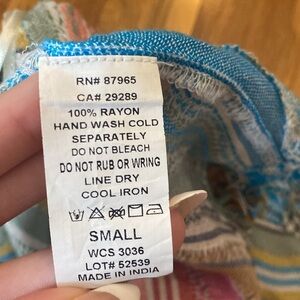 RN# 87965
CA# 29289
100% RAYON
HAND WASH COLD
SEPARATELY
DO NOT BLEACH
DO NOT RUB OR WRING
LINE DRY
COOL IRON
SMALL
WCS 3036
LOT# 52539
MADE IN INDIA